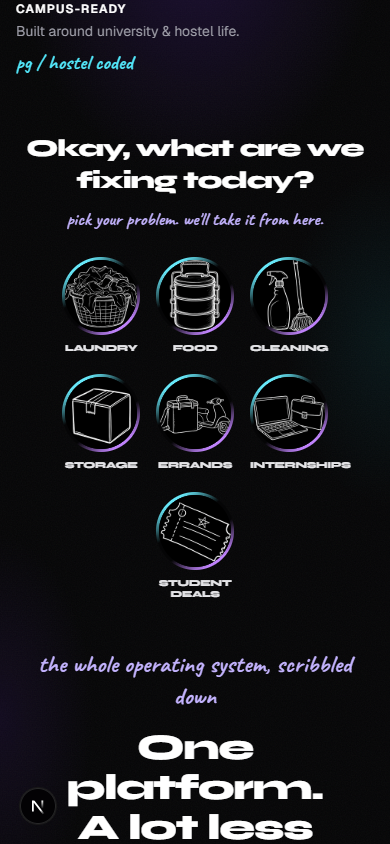 CAMPUS-READY
Built around university & hostel life.
pg / hostel coded
Okay, what are we
fixing today?
pick your problem. we'll take it from here.
LAUNDRY
FOOD
CLEANING
STORAGE
ERRANDS
INTERNSHIPS
STUDENT
DEALS
the whole operating system, scribbled
down
One
platform.
N
A lot less